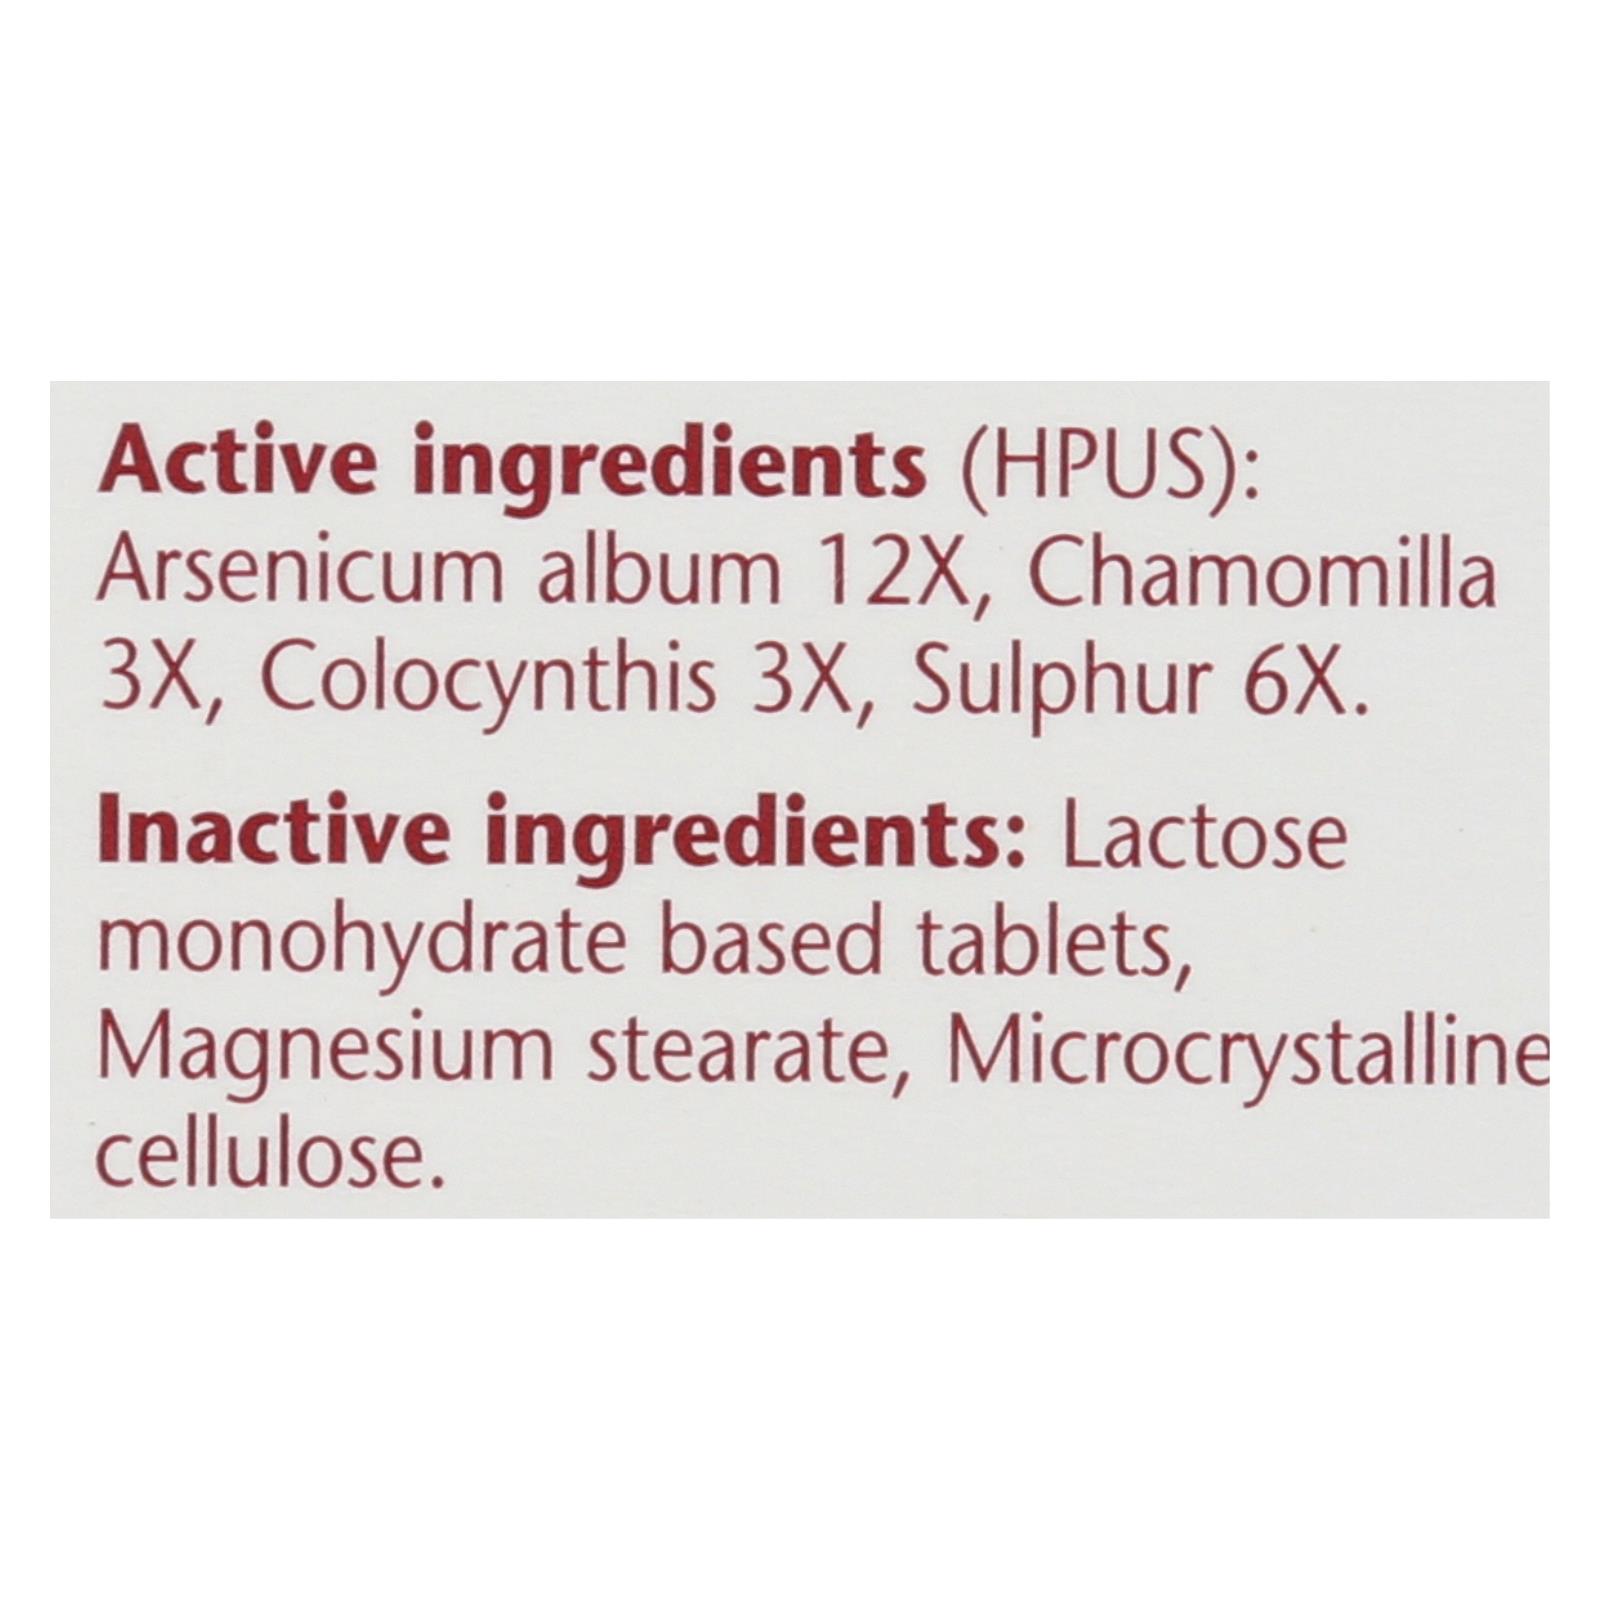 Active ingredients (HPUS):
Arsenicum album 12X, Chamomilla
3X, Colocynthis 3X, Sulphur 6X.
Inactive ingredients: Lactose
monohydrate based tablets,
Magnesium stearate, Microcrystalline
cellulose.